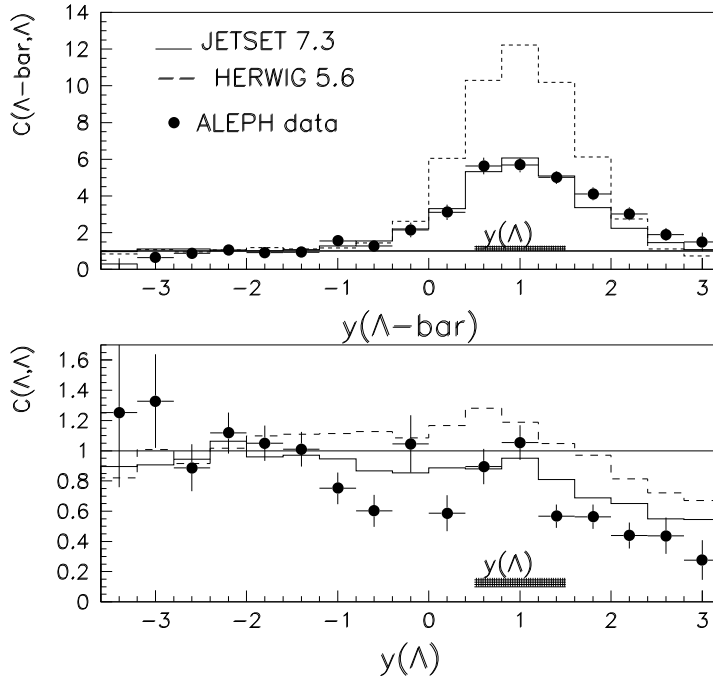 C(Λ-bar,Λ)
14
12
10
8
6
4
2
0
JETSET 7.3
HERWIG 5.6
ALEPH data
y(Λ)
-3 -2 -1 0 1 2 3
y(Λ-bar)
C(Λ,Λ)
1.6
1.4
1.2
1
0.8
0.6
0.4
0.2
0
y(Λ)
-3 -2 -1 0 1 2 3
y(Λ)